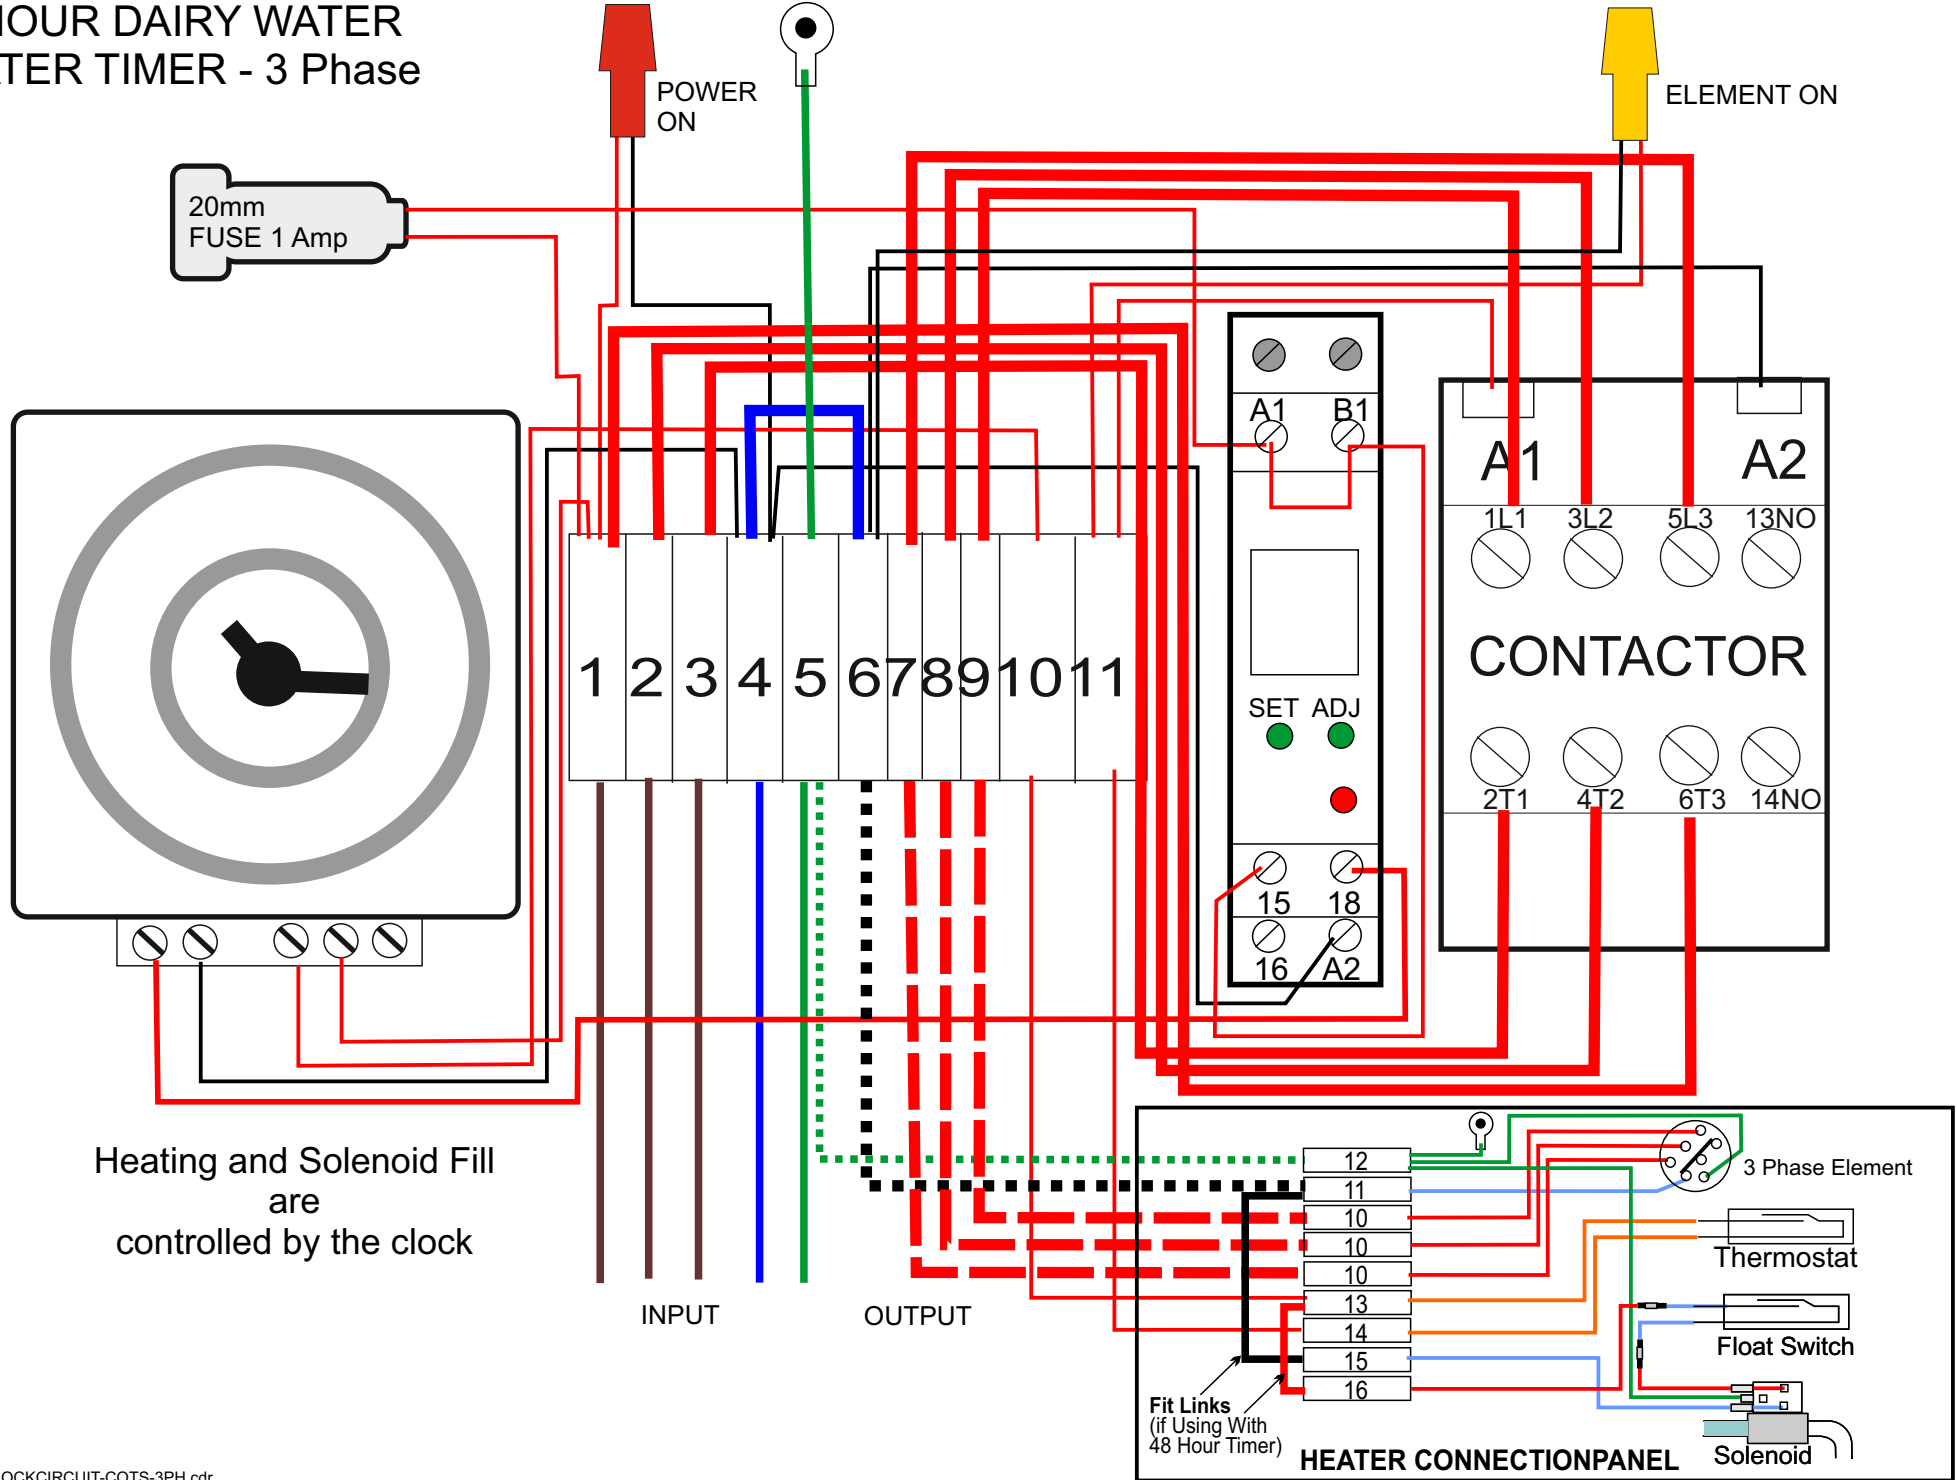 HOUR DAIRY WATER
ATER TIMER - 3 Phase
POWER
ON
ELEMENT ON
20mm
FUSE 1 Amp
A1 B1
A1 A2
1L1 3L2 5L3 13NO
CONTACTOR
1 2 3 4 5 6 7 8 9 10 11
SET ADJ
2T1 4T2 6T3 14NO
15 18
16 A2
Heating and Solenoid Fill
are
controlled by the clock
INPUT
OUTPUT
12
11
10
10
10
13
14
15
16
3 Phase Element
Thermostat
Float Switch
Solenoid
Fit Links
(if Using With
48 Hour Timer)
HEATER CONNECTIONPANEL
OCKCIRCUIT-COTS-3PH.cdr